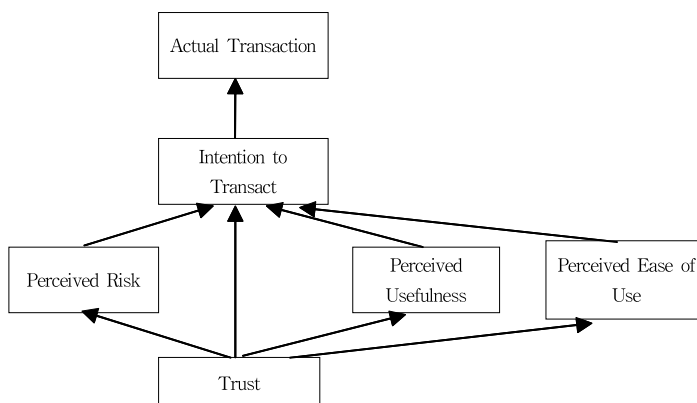 Actual Transaction
Intention to
Transact
Perceived Risk
Perceived
Usefulness
Perceived Ease of
Use
Trust